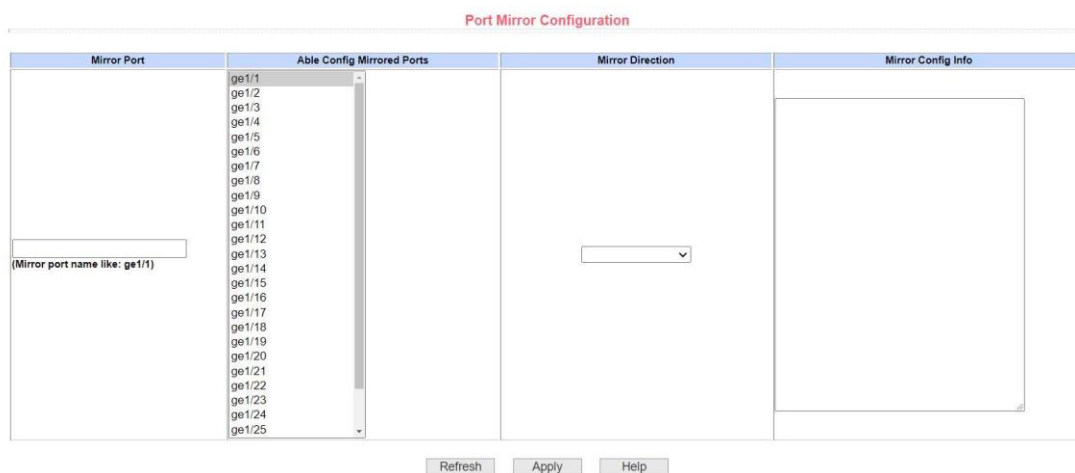 Port Mirror Configuration
Mirror Port
Able Config Mirrored Ports
Mirror Direction
Mirror Config Info
(Mirror port name like: ge1/1)
ge1/1
ge1/2
ge1/3
ge1/4
ge1/5
ge1/6
ge1/7
ge1/8
ge1/9
ge1/10
ge1/11
ge1/12
ge1/13
ge1/14
ge1/15
ge1/16
ge1/17
ge1/18
ge1/19
ge1/20
ge1/21
ge1/22
ge1/23
ge1/24
ge1/25
Refresh
Apply
Help